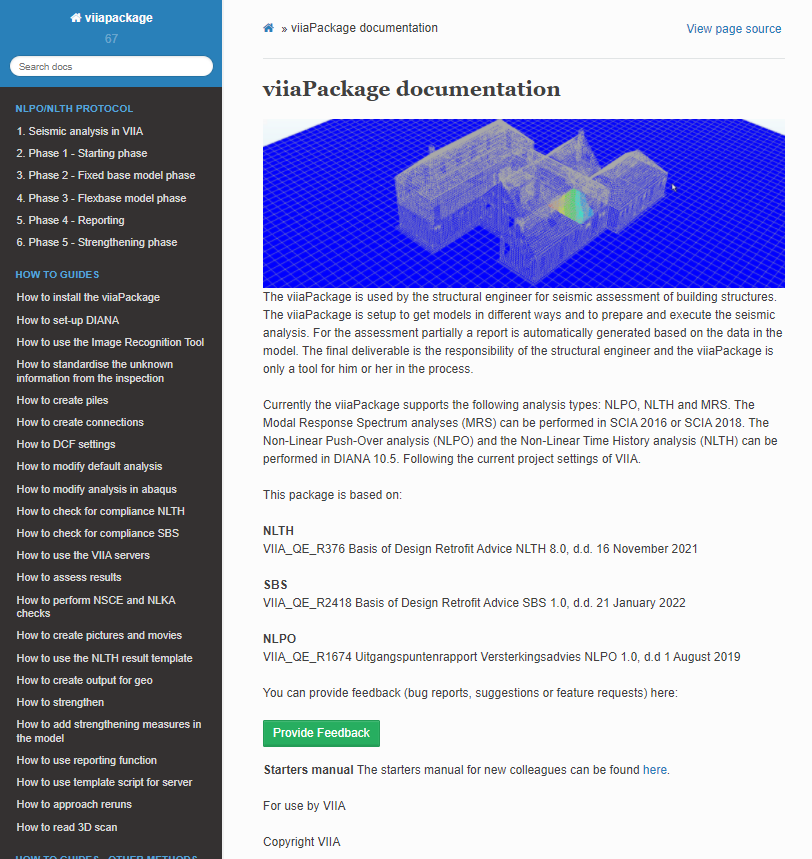 viiapackage
67
Search docs
NLPO/NLTH PROTOCOL
1. Seismic analysis in VIIA
2. Phase 1 - Starting phase
3. Phase 2 - Fixed base model phase
4. Phase 3 - Flexbase model phase
5. Phase 4 - Reporting
6. Phase 5 - Strengthening phase
HOW TO GUIDES
How to install the viiaPackage
How to set-up DIANA
How to use the Image Recognition Tool
How to standardise the unknown
information from the inspection
How to create piles
How to create connections
How to DCF settings
How to modify default analysis
How to modify analysis in abaqus
How to check for compliance NLTH
How to check for compliance SBS
How to use the VIIA servers
How to assess results
How to perform NSCE and NLKA
checks
How to create pictures and movies
How to use the NLTH result template
How to create output for geo
How to strengthen
How to add strengthening measures in
the model
How to use reporting function
How to use template script for server
How to approach reruns
How to read 3D scan
HOW TO GUIDES - OTHER METHODS
» viiaPackage documentation
View page source
viiaPackage documentation
The viiaPackage is used by the structural engineer for seismic assessment of building structures.
The viiaPackage is setup to get models in different ways and to prepare and execute the seismic
analysis. For the assessment partially a report is automatically generated based on the data in the
model. The final deliverable is the responsibility of the structural engineer and the viiaPackage is
only a tool for him or her in the process.
Currently the viiaPackage supports the following analysis types: NLPO, NLTH and MRS. The
Modal Response Spectrum analyses (MRS) can be performed in SCIA 2016 or SCIA 2018. The
Non-Linear Push-Over analysis (NLPO) and the Non-Linear Time History analysis (NLTH) can be
performed in DIANA 10.5. Following the current project settings of VIIA.
This package is based on:
NLTH
VIIA_QE_R376 Basis of Design Retrofit Advice NLTH 8.0, d.d. 16 November 2021
SBS
VIIA_QE_R2418 Basis of Design Retrofit Advice SBS 1.0, d.d. 21 January 2022
NLPO
VIIA_QE_R1674 Uitgangspuntenrapport Versterkingsadvies NLPO 1.0, d.d 1 August 2019
You can provide feedback (bug reports, suggestions or feature requests) here:
Provide Feedback
Starters manual The starters manual for new colleagues can be found here.
For use by VIIA
Copyright VIIA